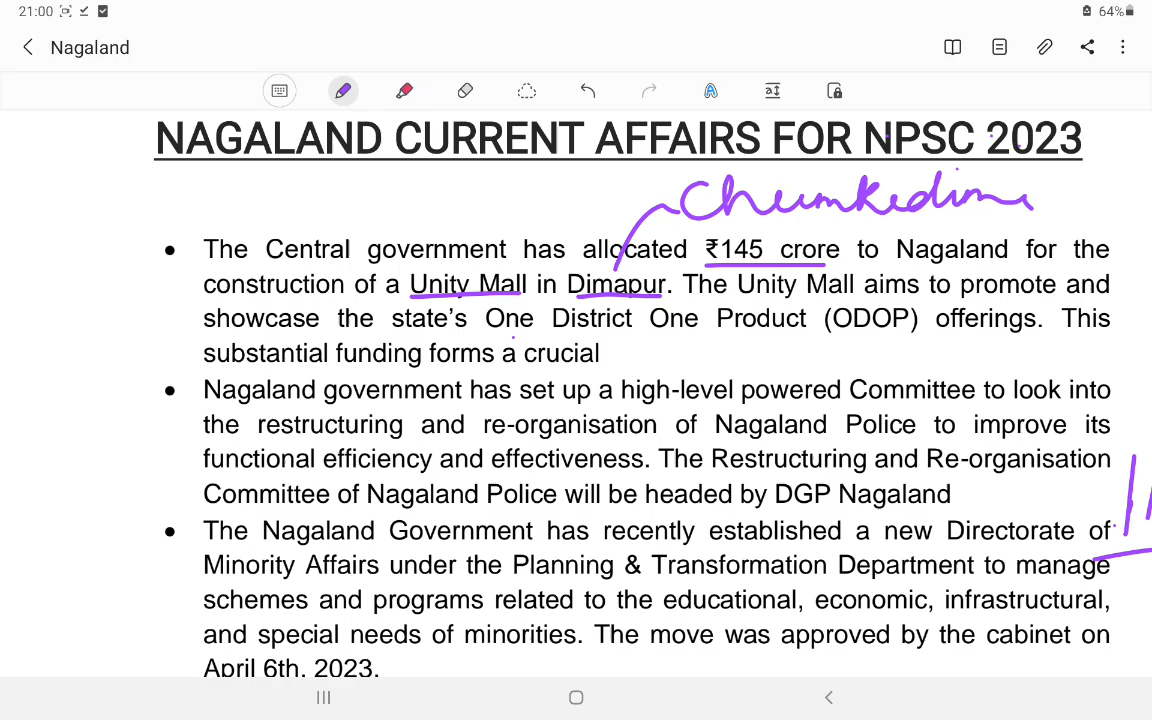 21:00
64%
Nagaland
NAGALAND CURRENT AFFAIRS FOR NPSC 2023
Chumkedima
• The Central government has allocated ₹145 crore to Nagaland for the
construction of a Unity Mall in Dimapur. The Unity Mall aims to promote and
showcase the state's One District One Product (ODOP) offerings. This
substantial funding forms a crucial
• Nagaland government has set up a high-level powered Committee to look into
the restructuring and re-organisation of Nagaland Police to improve its
functional efficiency and effectiveness. The Restructuring and Re-organisation
Committee of Nagaland Police will be headed by DGP Nagaland
• The Nagaland Government has recently established a new Directorate of
Minority Affairs under the Planning & Transformation Department to manage
schemes and programs related to the educational, economic, infrastructural,
and special needs of minorities. The move was approved by the cabinet on
April 6th, 2023.